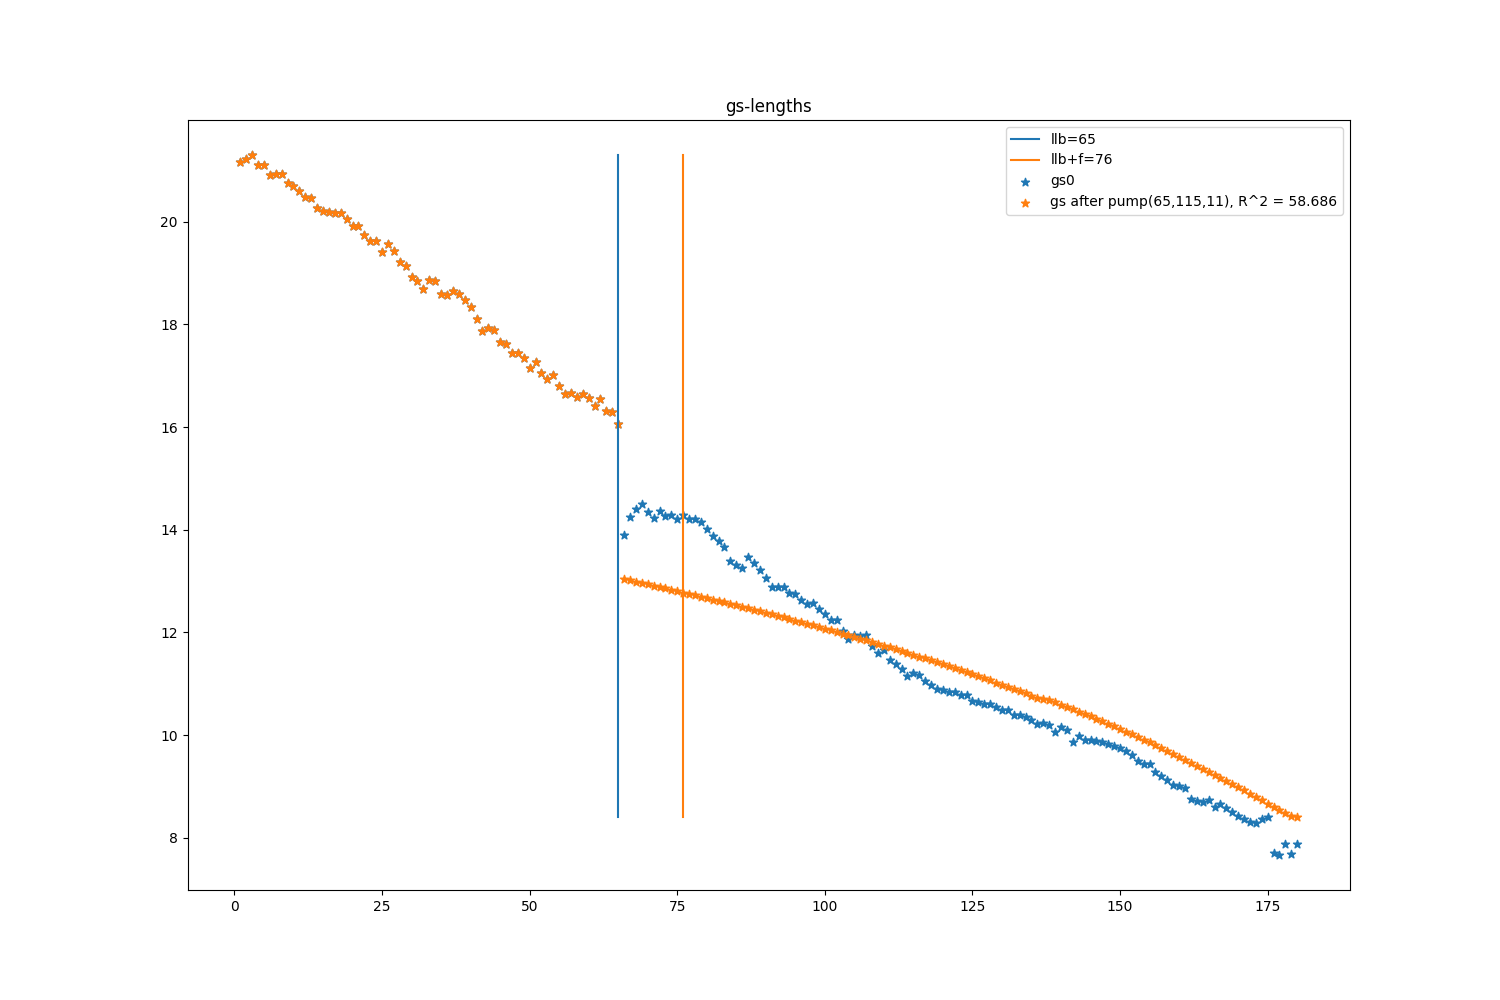 gs-lengths
llb=65
llb+f=76
gs0
gs after pump(65,115,11), R^2 = 58.686
20
18
16
14
12
10
8
0 25 50 75 100 125 150 175